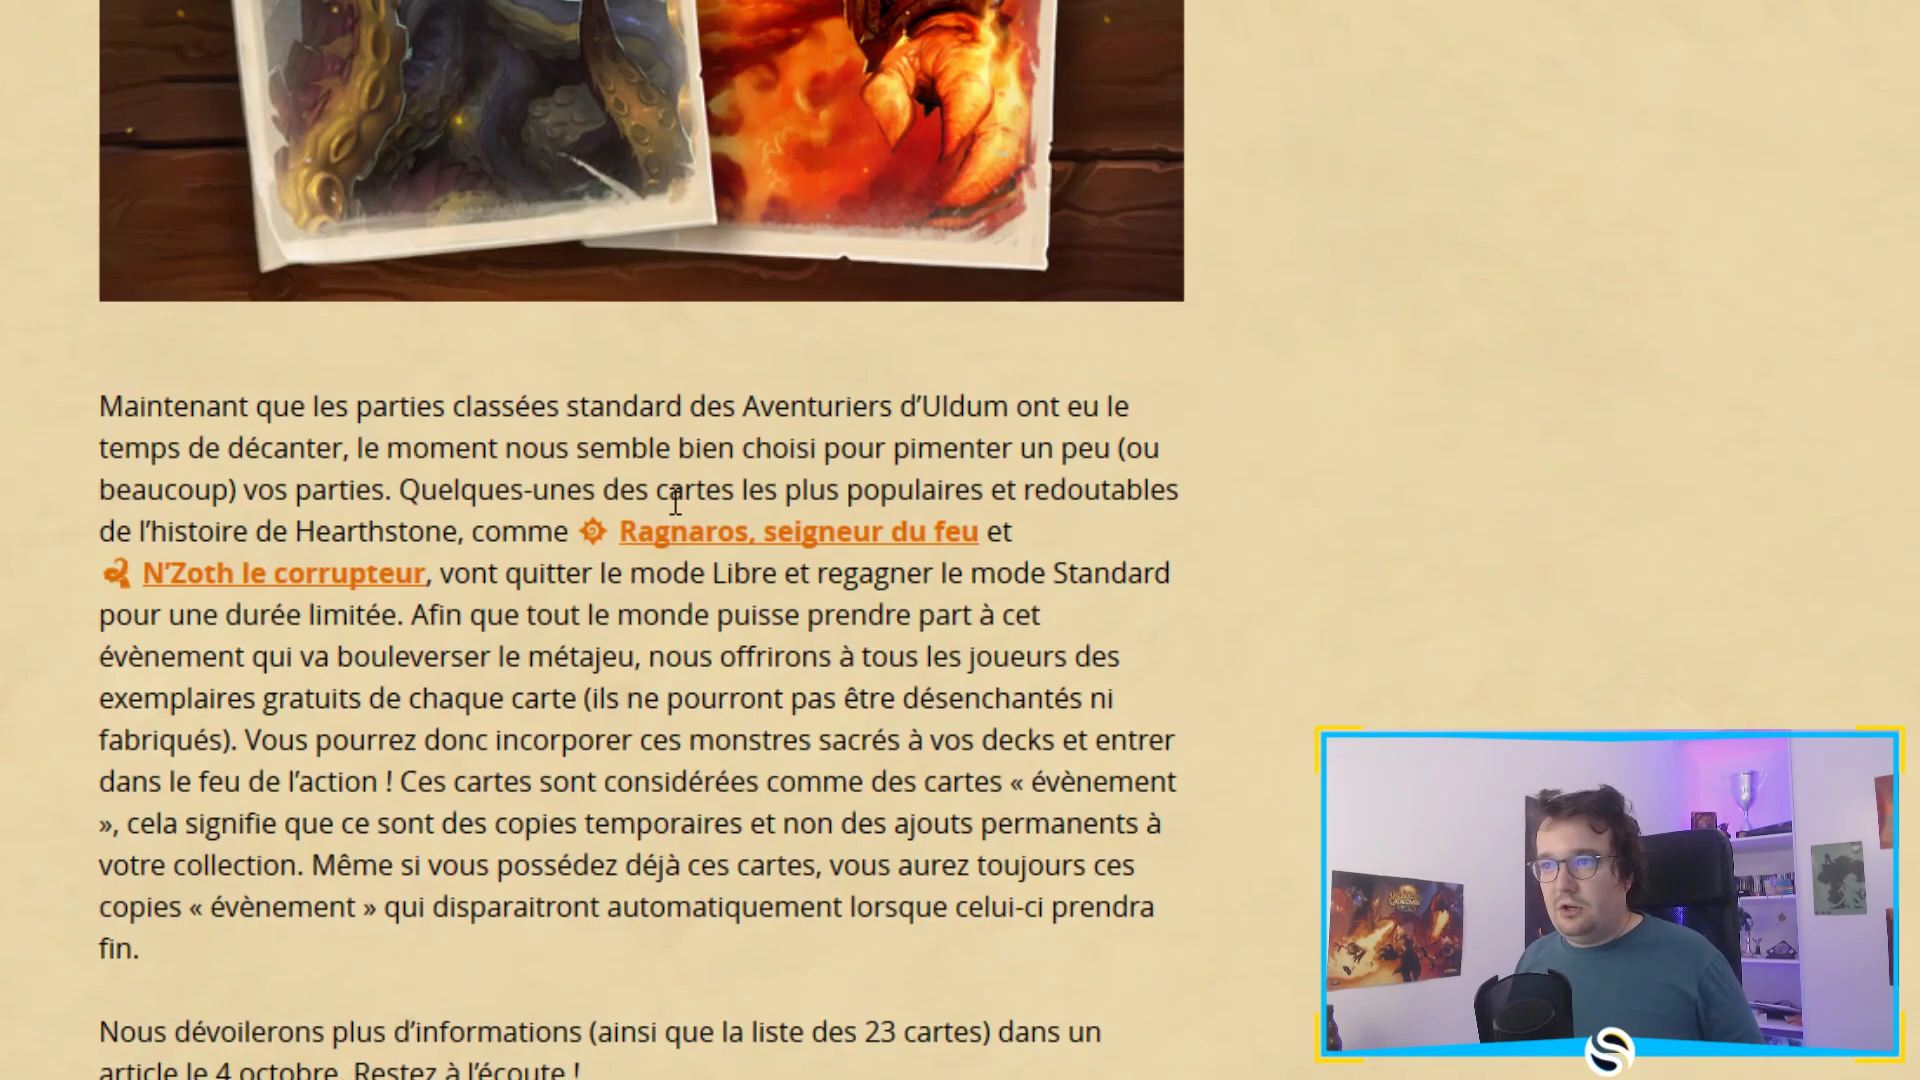 Maintenant que les parties classées standard des Aventuriers d’Uldum ont eu le
temps de décanter, le moment nous semble bien choisi pour pimenter un peu (ou
beaucoup) vos parties. Quelques-unes des cartes les plus populaires et redoutables
de l’histoire de Hearthstone, comme Ragnaros, seigneur du feu et
N’Zoth le corrupteur, vont quitter le mode Libre et regagner le mode Standard
pour une durée limitée. Afin que tout le monde puisse prendre part à cet
évènement qui va bouleverser le métajeu, nous offrirons à tous les joueurs des
exemplaires gratuits de chaque carte (ils ne pourront pas être désenchantés ni
fabriqués). Vous pourrez donc incorporer ces monstres sacrés à vos decks et entrer
dans le feu de l’action ! Ces cartes sont considérées comme des cartes « évènement
», cela signifie que ce sont des copies temporaires et non des ajouts permanents à
votre collection. Même si vous possédez déjà ces cartes, vous aurez toujours ces
copies « évènement » qui disparaitront automatiquement lorsque celui-ci prendra
fin.
Nous dévoilerons plus d’informations (ainsi que la liste des 23 cartes) dans un
article le 4 octobre. Restez à l’écoute !